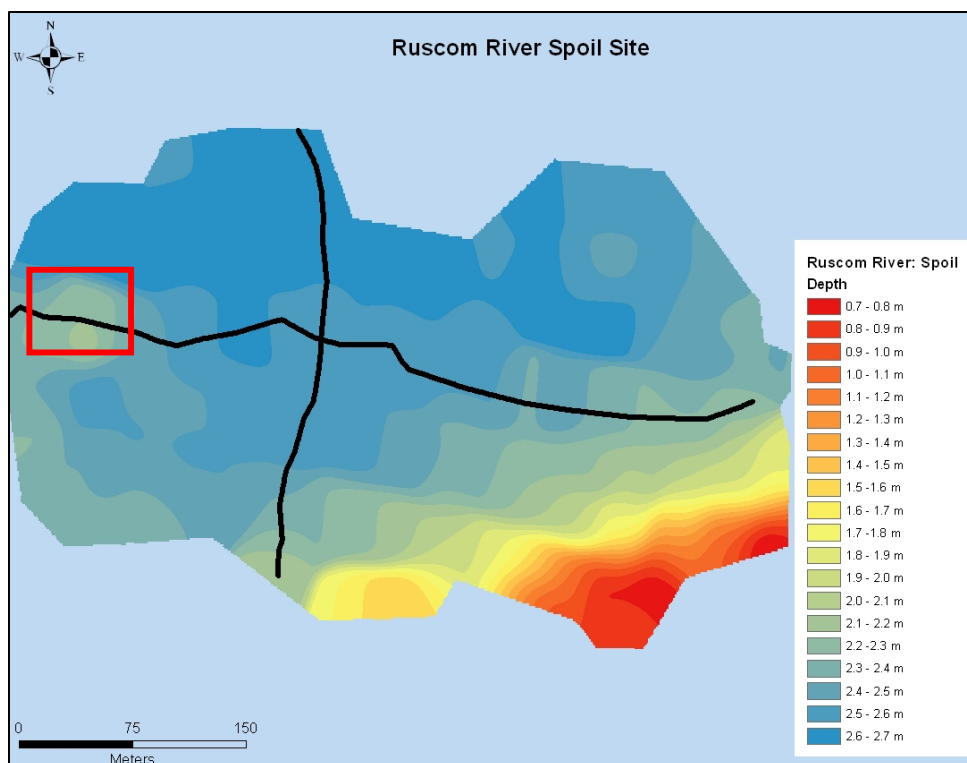 N
Ruscom River Spoil Site
W E
S
Ruscom River: Spoil
Depth
0.7 - 0.8 m
0.8 - 0.9 m
0.9 - 1.0 m
1.0 - 1.1 m
1.1 - 1.2 m
1.2 - 1.3 m
1.3 - 1.4 m
1.4 - 1.5 m
1.5 -1.6 m
1.6 - 1.7 m
1.7 -1.8 m
1.8 - 1.9 m
1.9 - 2.0 m
2.0 - 2.1 m
2.1 - 2.2 m
2.2 -2.3 m
2.3 - 2.4 m
2.4 - 2.5 m
2.5 - 2.6 m
2.6 - 2.7 m
0 75 150
Meters